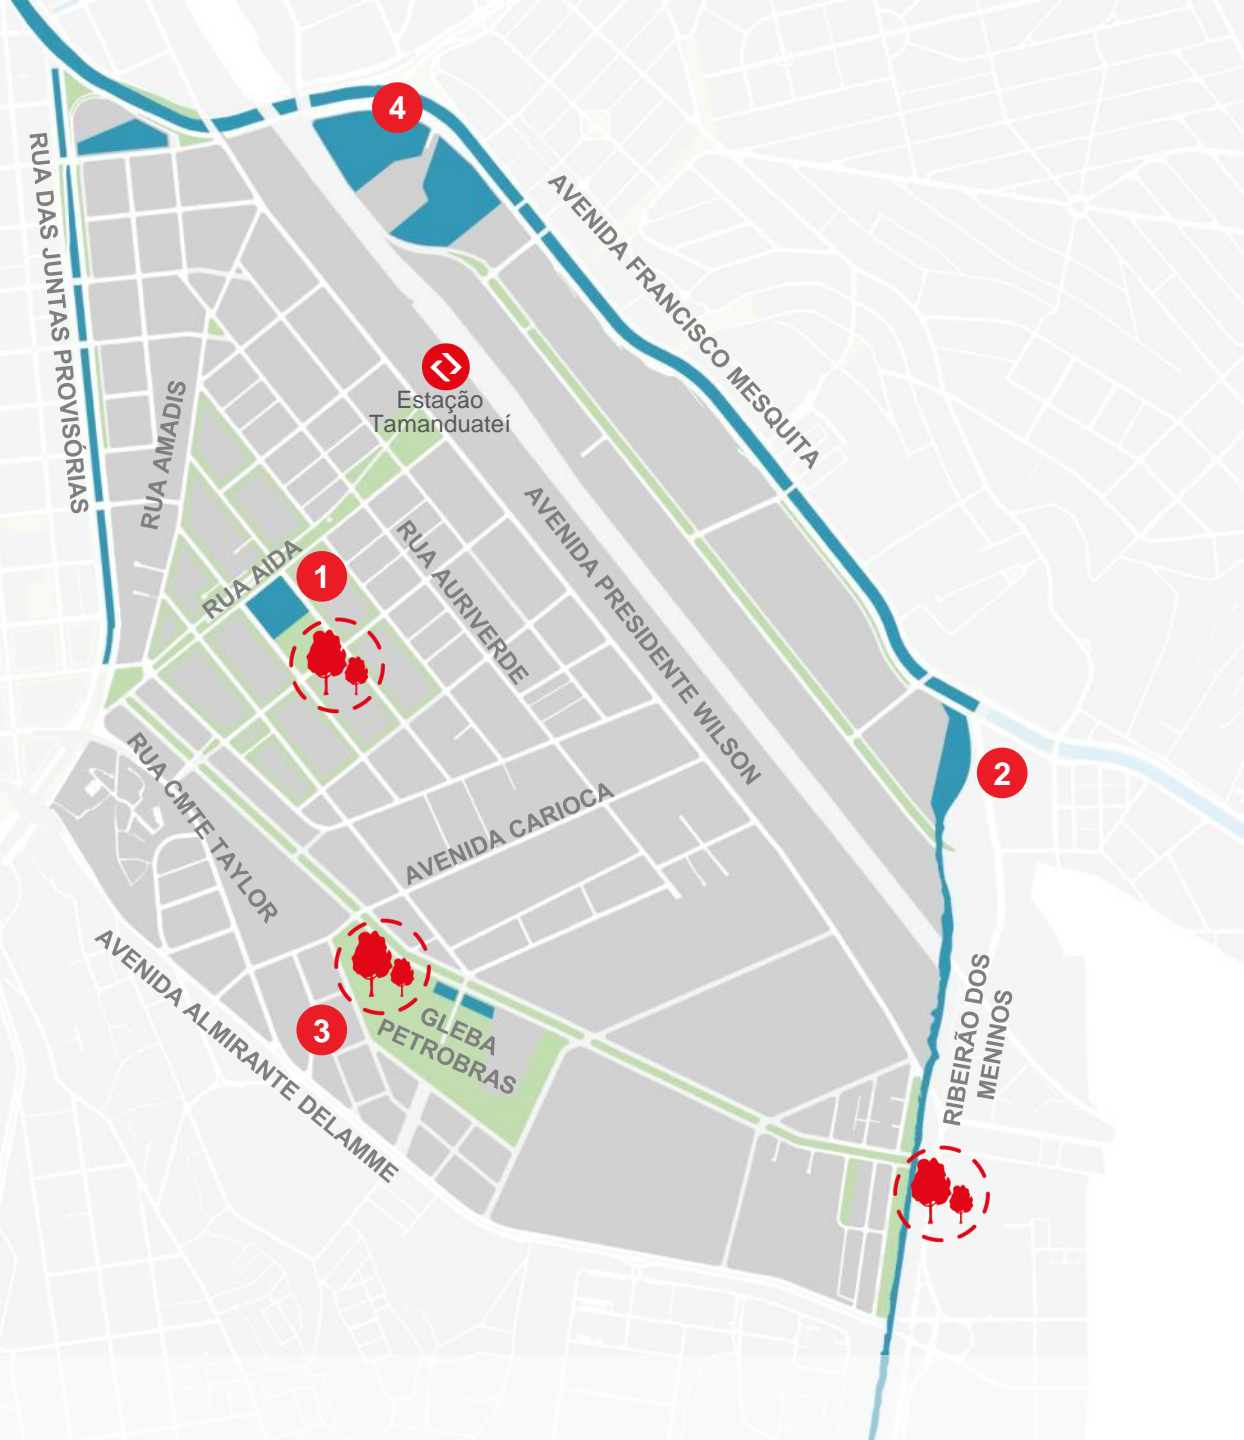 4
RUA DAS JUNTAS PROVISÓRIAS
AVENIDA FRANCISCO MESQUITA
Estação
Tamanduateí
RUA AMADIS
RUA AIDA
1
RUA AURIVERDE
AVENIDA PRESIDENTE WILSON
2
RUA CMTE TAYLOR
AVENIDA CARIOCA
AVENIDA ALMIRANTE DELAMME
3
GLEBA
PETROBRAS
RIBEIRÃO DOS
MENINOS